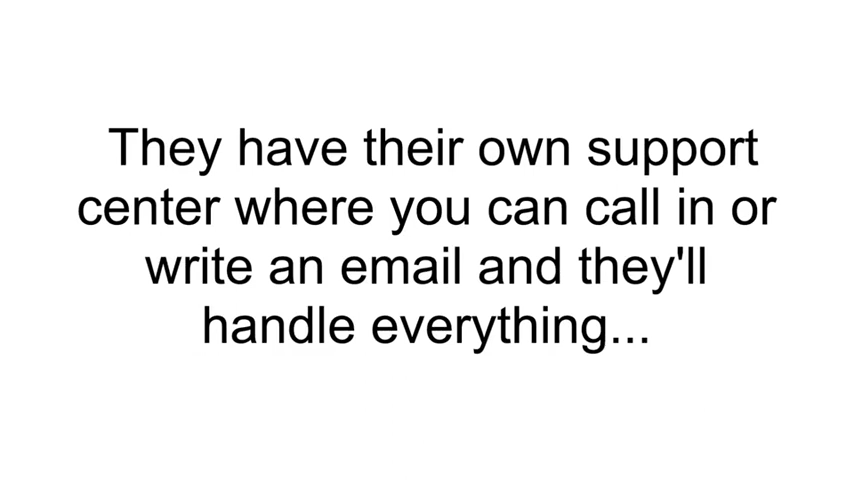 They have their own support
center where you can call in or
write an email and they'll
handle everything...